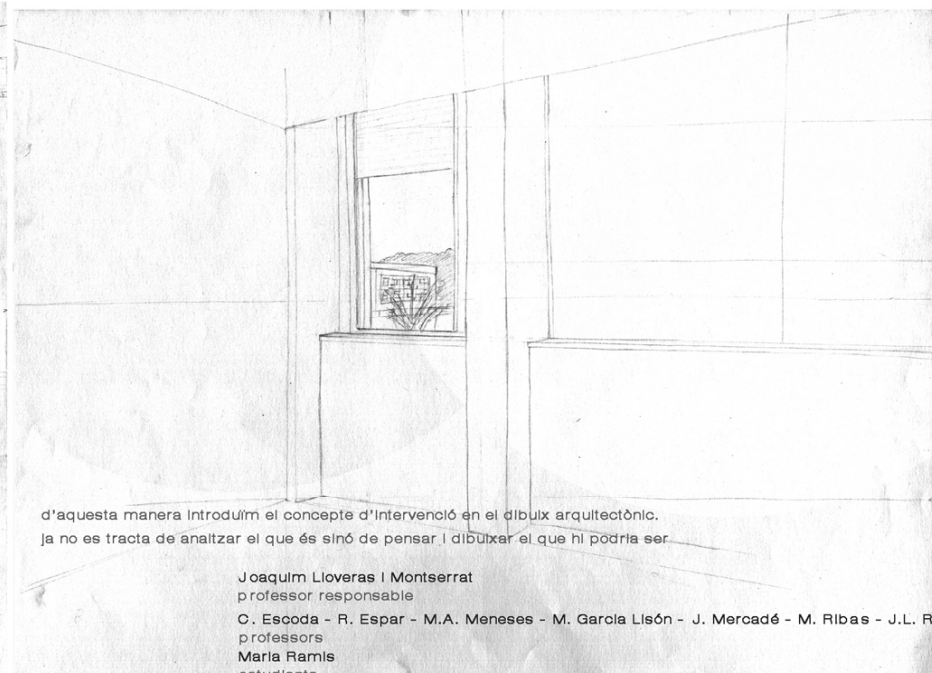 d'aquesta manera introduïm el concepte d'intervenció en el dibuix arquitectònic.
ja no es tracta de analtzar el que és sinó de pensar i dibuixar el que hi podria ser
Joaquim Lloveras i Montserrat
professor responsable
C. Escoda - R. Espar - M.A. Meneses - M. Garcia Lisón - J. Mercadé - M. Ribas - J.L. R
professors
Maria Ramis
estudiante